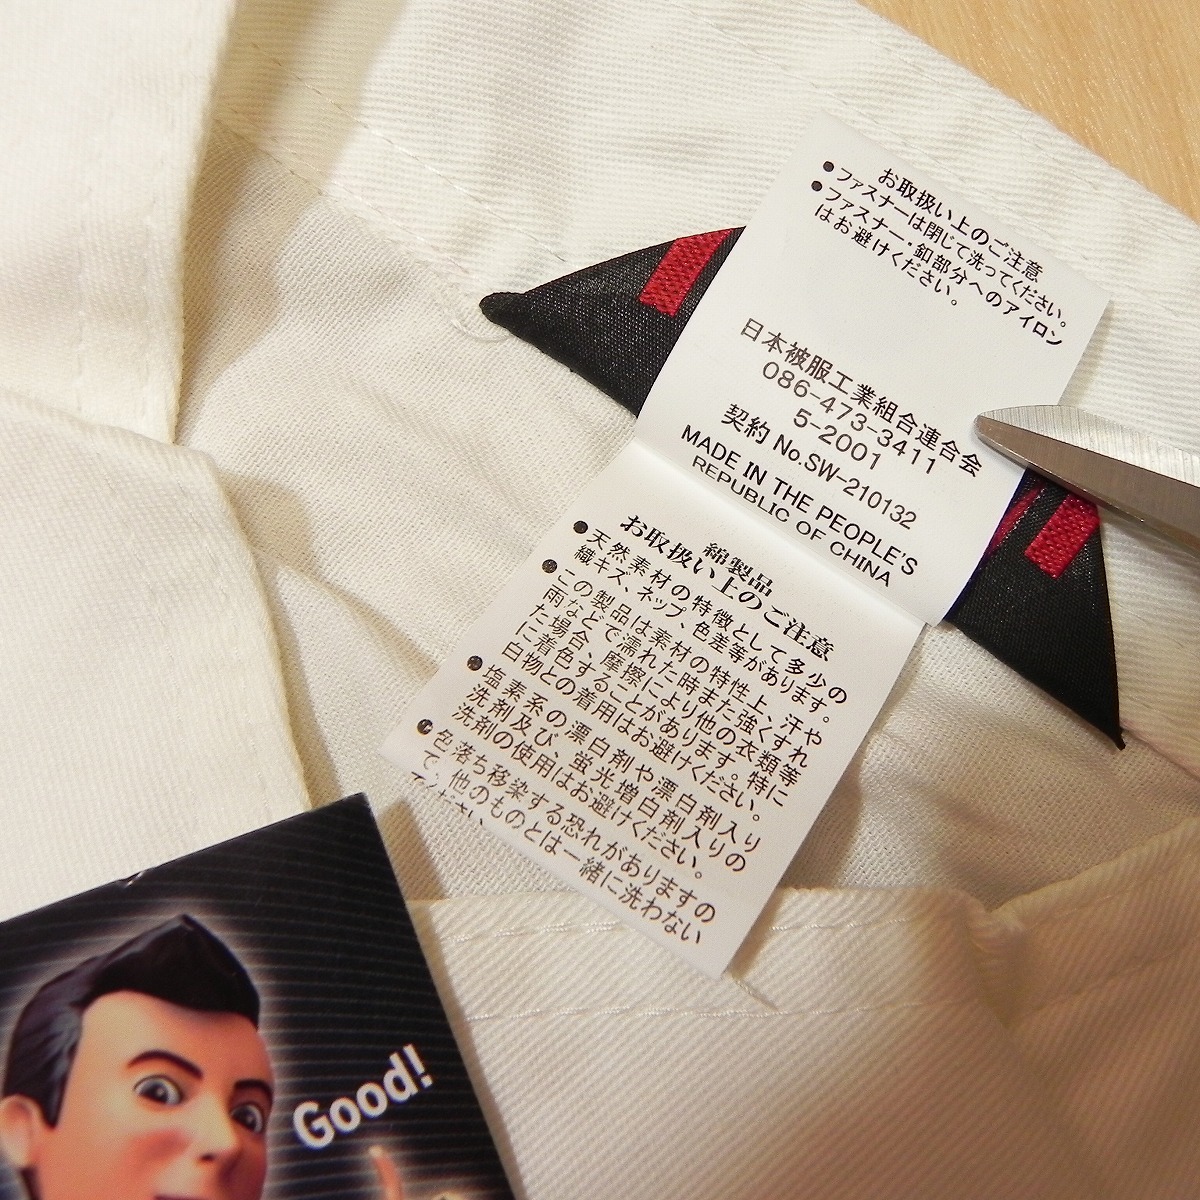 お取扱い上のご注意
●ファスナーは閉じて洗ってください。
●ファスナー・釦部分へのアイロン
はお避けください。
日本被服工業組合連合会
086-473-3411
5-2001
契約 No.SW-210132
MADE IN THE PEOPLE'S
REPUBLIC OF CHINA
綿製品
お取扱い上のご注意
●天然素材の特徴として多少の
織キズ、ネップ、色差等があります。
●この製品は素材の特性上、汗や
雨などで濡れた時また強くすれ
た場合、摩擦により他の衣類等
に着色することがあります。特に
白物との着用はお避けください。
●塩素系の漂白剤や漂白剤入り
洗剤及び、蛍光増白剤入りの
洗剤の使用はお避けください。
●色落ち移染する恐れがありますの
で、他のものとは一緒に洗わない
でください。
Good!